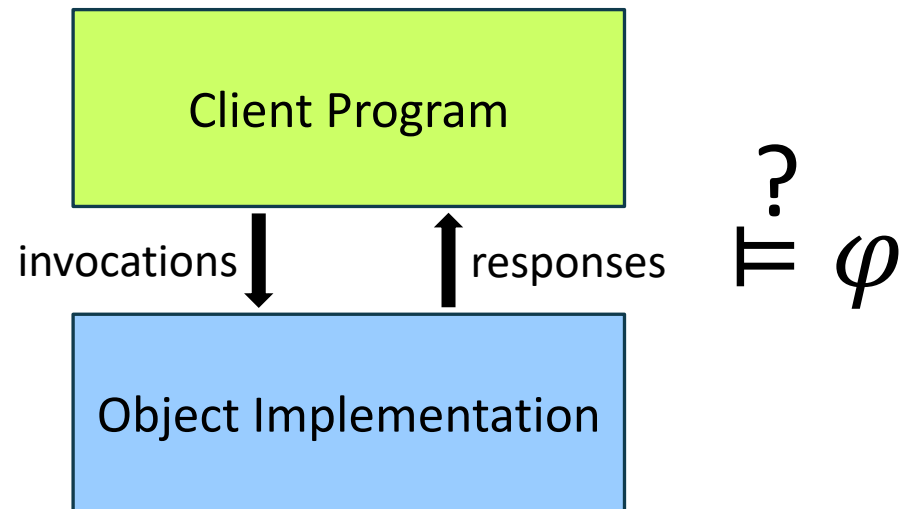 Client Program
invocations
responses
?
⊨ φ
Object Implementation